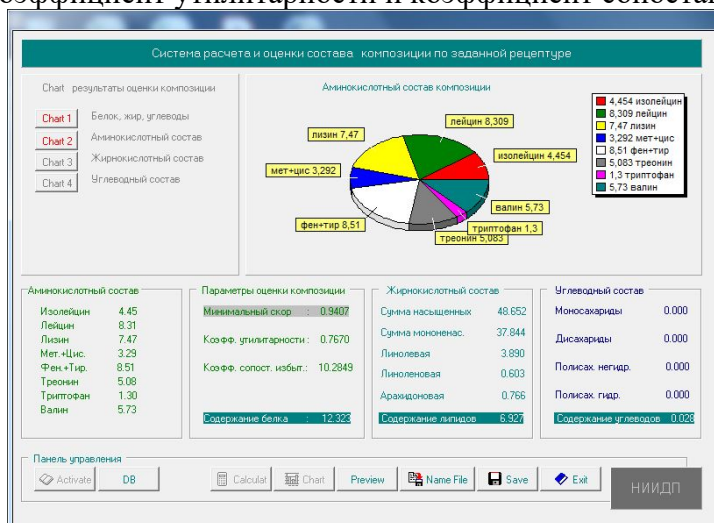 оэффициент утилитарности и коэффициент сопостав
Система расчета и оценки состава композиции по заданной рецептуре
Chart результаты оценки композиции
Chart 1 Белок, жир, углеводы
Chart 2 Аминокислотный состав
Chart 3 Жирнокислотный состав
Chart 4 Углеводный состав
Аминокислотный состав композиции
лейцин 8,309
лизин 7,47
изолейцин 4,454
мет+цис 3,292
валин 5,73
фен+тир 8,51
триптофан 1,3
треонин 5,083
4,454 изолейцин
8,309 лейцин
7,47 лизин
3,292 мет+цис
8,51 фен+тир
5,083 треонин
1,3 триптофан
5,73 валин
Аминокислотный состав
Изолейцин 4.45
Лейцин 8.31
Лизин 7.47
Мет.+Цис. 3.29
Фен.+Тир. 8.51
Треонин 5.08
Триптофан 1.30
Валин 5.73
Параметры оценки композиции
Минимальный скор : 0.9407
Коэфф. утилитарности : 0.7670
Коэфф. сопост. избыт.: 10.2849
Содержание белка : 12.323
Жирнокислотный состав
Сумма насыщенных 48.652
Сумма мононенас. 37.844
Линолевая 3.890
Линоленовая 0.603
Арахидоновая 0.766
Содержание липидов 6.927
Углеводный состав
Моносахариды 0.000
Дисахариды 0.000
Полисах. негидр. 0.000
Полисах. гидр. 0.000
Содержание углеводов 0.028
Панель управления
Activate DB Calculat Chart Preview Name File Save Exit НИИДП